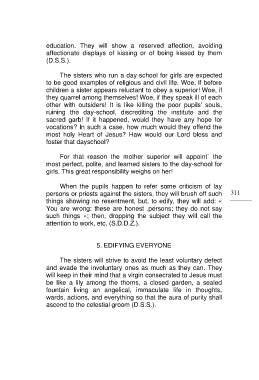 education. They will show a reserved affection, avoiding
affectionate displays of kissing or of being kissed by them
(D.S.S.).
The sisters who run a day-school for girls are expected
to be good examples of religious and civil life. Woe, if before
children a sister appears reluctant to obey a superior! Woe, if
they quarrel among themselves! Woe, if they speak ill of each
other with outsiders! It is like killing the poor pupils' souls,
ruining the day-school, discrediting the institute and the
sacred garb! If it happened, would they have any hope for
vocations? In such a case, how much would they offend the
most holy Heart of Jesus? Haw would our Lord bless and
foster that dayschool?
For that reason the mother superior will appoint` the
most perfect, polite, and learned sisters to the day-school for
girls. This great responsibility weighs on her!
When the pupils happen to refer some criticism of lay
persons or priests against the sisters, they will brush off such
things showing no resentment, but, to edify, they will add: «
You are wrong; these are honest ,persons; they do not say
such things »; then, dropping the subject they will call the
attention to work, etc. (S.D.D.Z.).
311
5. EDIFYING EVERYONE
The sisters will strive to avoid the least voluntary defect
and evade the involuntary ones as much as they can. They
will keep in their mind that a virgin consecrated to Jesus must
be like a lily among the thorns, a closed garden, a sealed
fountain living an angelical, immaculate life in thoughts,
wards, actions, and everything so that the aura of purity shall
ascend to the celestial groom (D.S.S.).